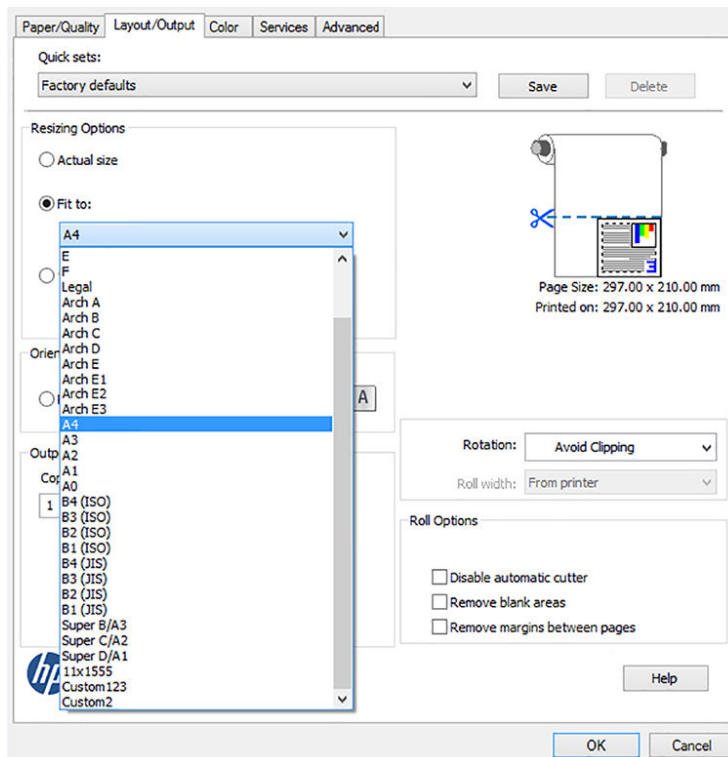 Paper/Quality Layout/Output Color Services Advanced
Quick sets:
Factory defaults Save Delete
Resizing Options
Actual size
Fit to:
A4
E
F
Legal
Arch A
Arch B
Arch C
Arch D
Arch E
Arch E1
Arch E2
Arch E3
A4
A3
A2
A1
A0
B4 (ISO)
B3 (ISO)
B2 (ISO)
B1 (ISO)
B4 (JIS)
B3 (JIS)
B2 (JIS)
B1 (JIS)
Super B/A3
Super C/A2
Super D/A1
11x1555
Custom123
Custom2
A
1
hp
E
Page Size: 297.00 x 210.00 mm
Printed on: 297.00 x 210.00 mm
Rotation: Avoid Clipping
Roll width: From printer
Roll Options
Disable automatic cutter
Remove blank areas
Remove margins between pages
Help
OK Cancel